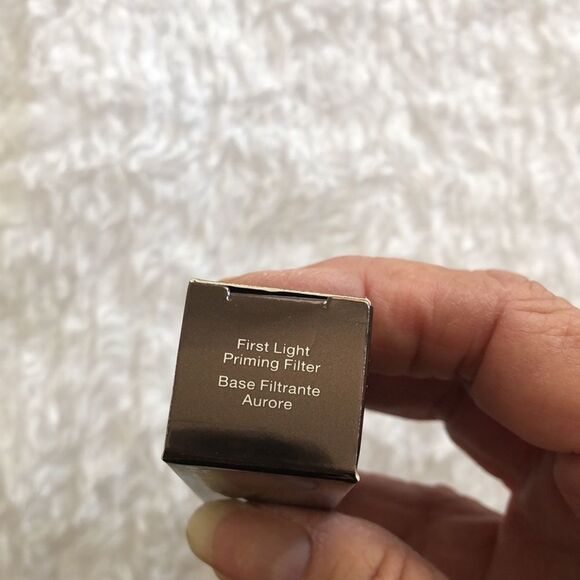 First Light
Priming Filter
Base Filtrante
Aurore